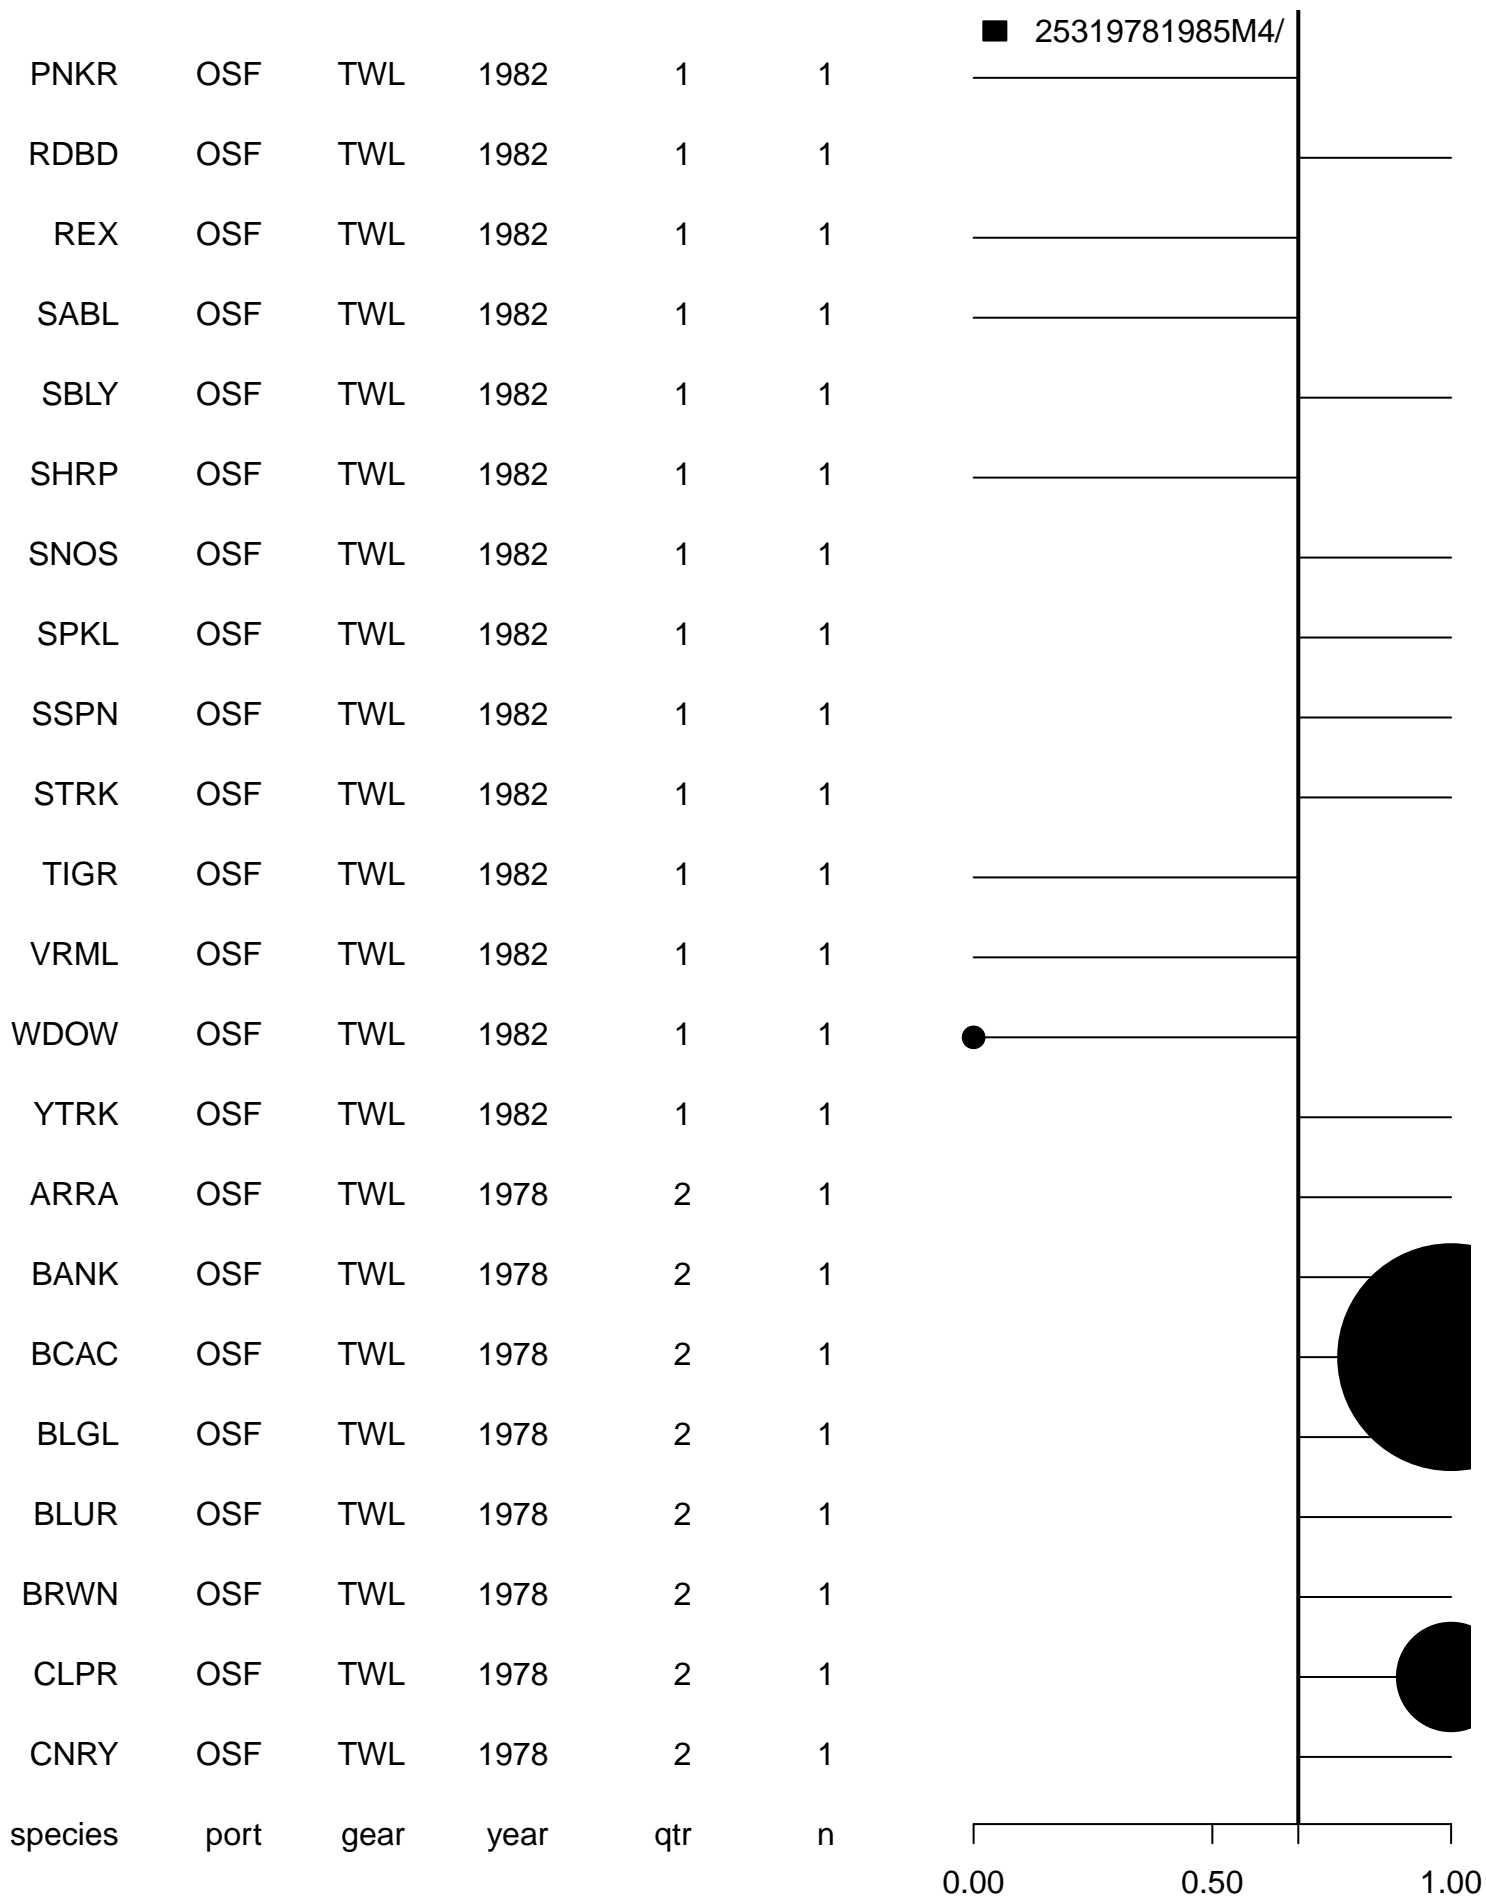 25319781985M4/
PNKR OSF TWL 1982 1 1
RDBD OSF TWL 1982 1 1
REX OSF TWL 1982 1 1
SABL OSF TWL 1982 1 1
SBLY OSF TWL 1982 1 1
SHRP OSF TWL 1982 1 1
SNOS OSF TWL 1982 1 1
SPKL OSF TWL 1982 1 1
SSPN OSF TWL 1982 1 1
STRK OSF TWL 1982 1 1
TIGR OSF TWL 1982 1 1
VRML OSF TWL 1982 1 1
WDOW OSF TWL 1982 1 1
YTRK OSF TWL 1982 1 1
ARRA OSF TWL 1978 2 1
BANK OSF TWL 1978 2 1
BCAC OSF TWL 1978 2 1
BLGL OSF TWL 1978 2 1
BLUR OSF TWL 1978 2 1
BRWN OSF TWL 1978 2 1
CLPR OSF TWL 1978 2 1
CNRY OSF TWL 1978 2 1
species port gear year qtr n
0.00 0.50 1.00